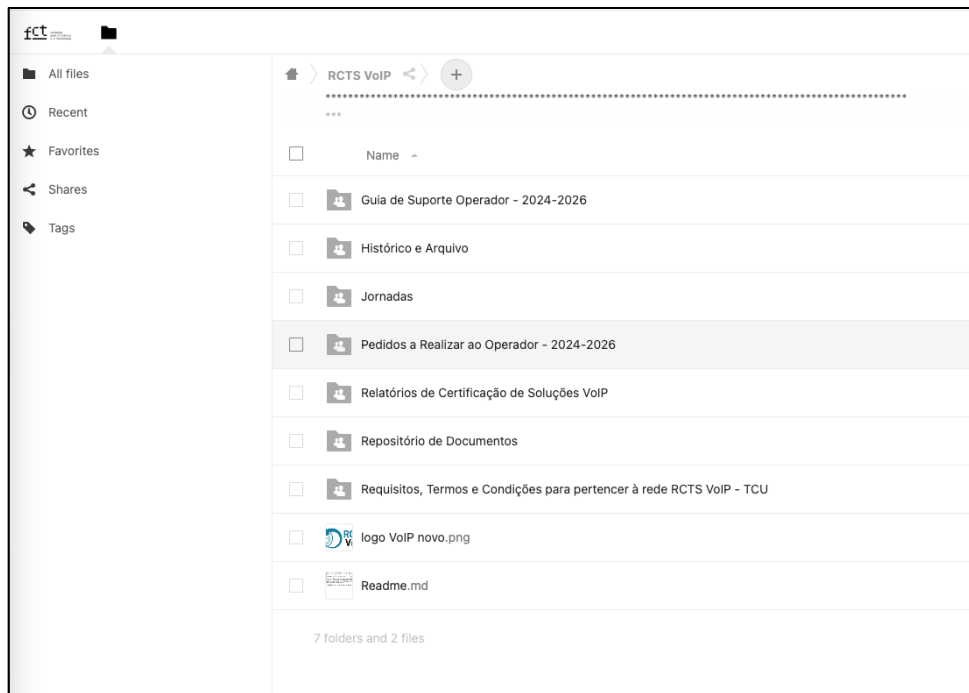 fct
All files
Recent
Favorites
Shares
Tags
RCTS VoIP
********************************************************************************************************
***
Name
Guia de Suporte Operador - 2024-2026
Histórico e Arquivo
Jornadas
Pedidos a Realizar ao Operador - 2024-2026
Relatórios de Certificação de Soluções VoIP
Repositório de Documentos
Requisitos, Termos e Condições para pertencer à rede RCTS VoIP - TCU
logo VoIP novo.png
Readme.md
7 folders and 2 files